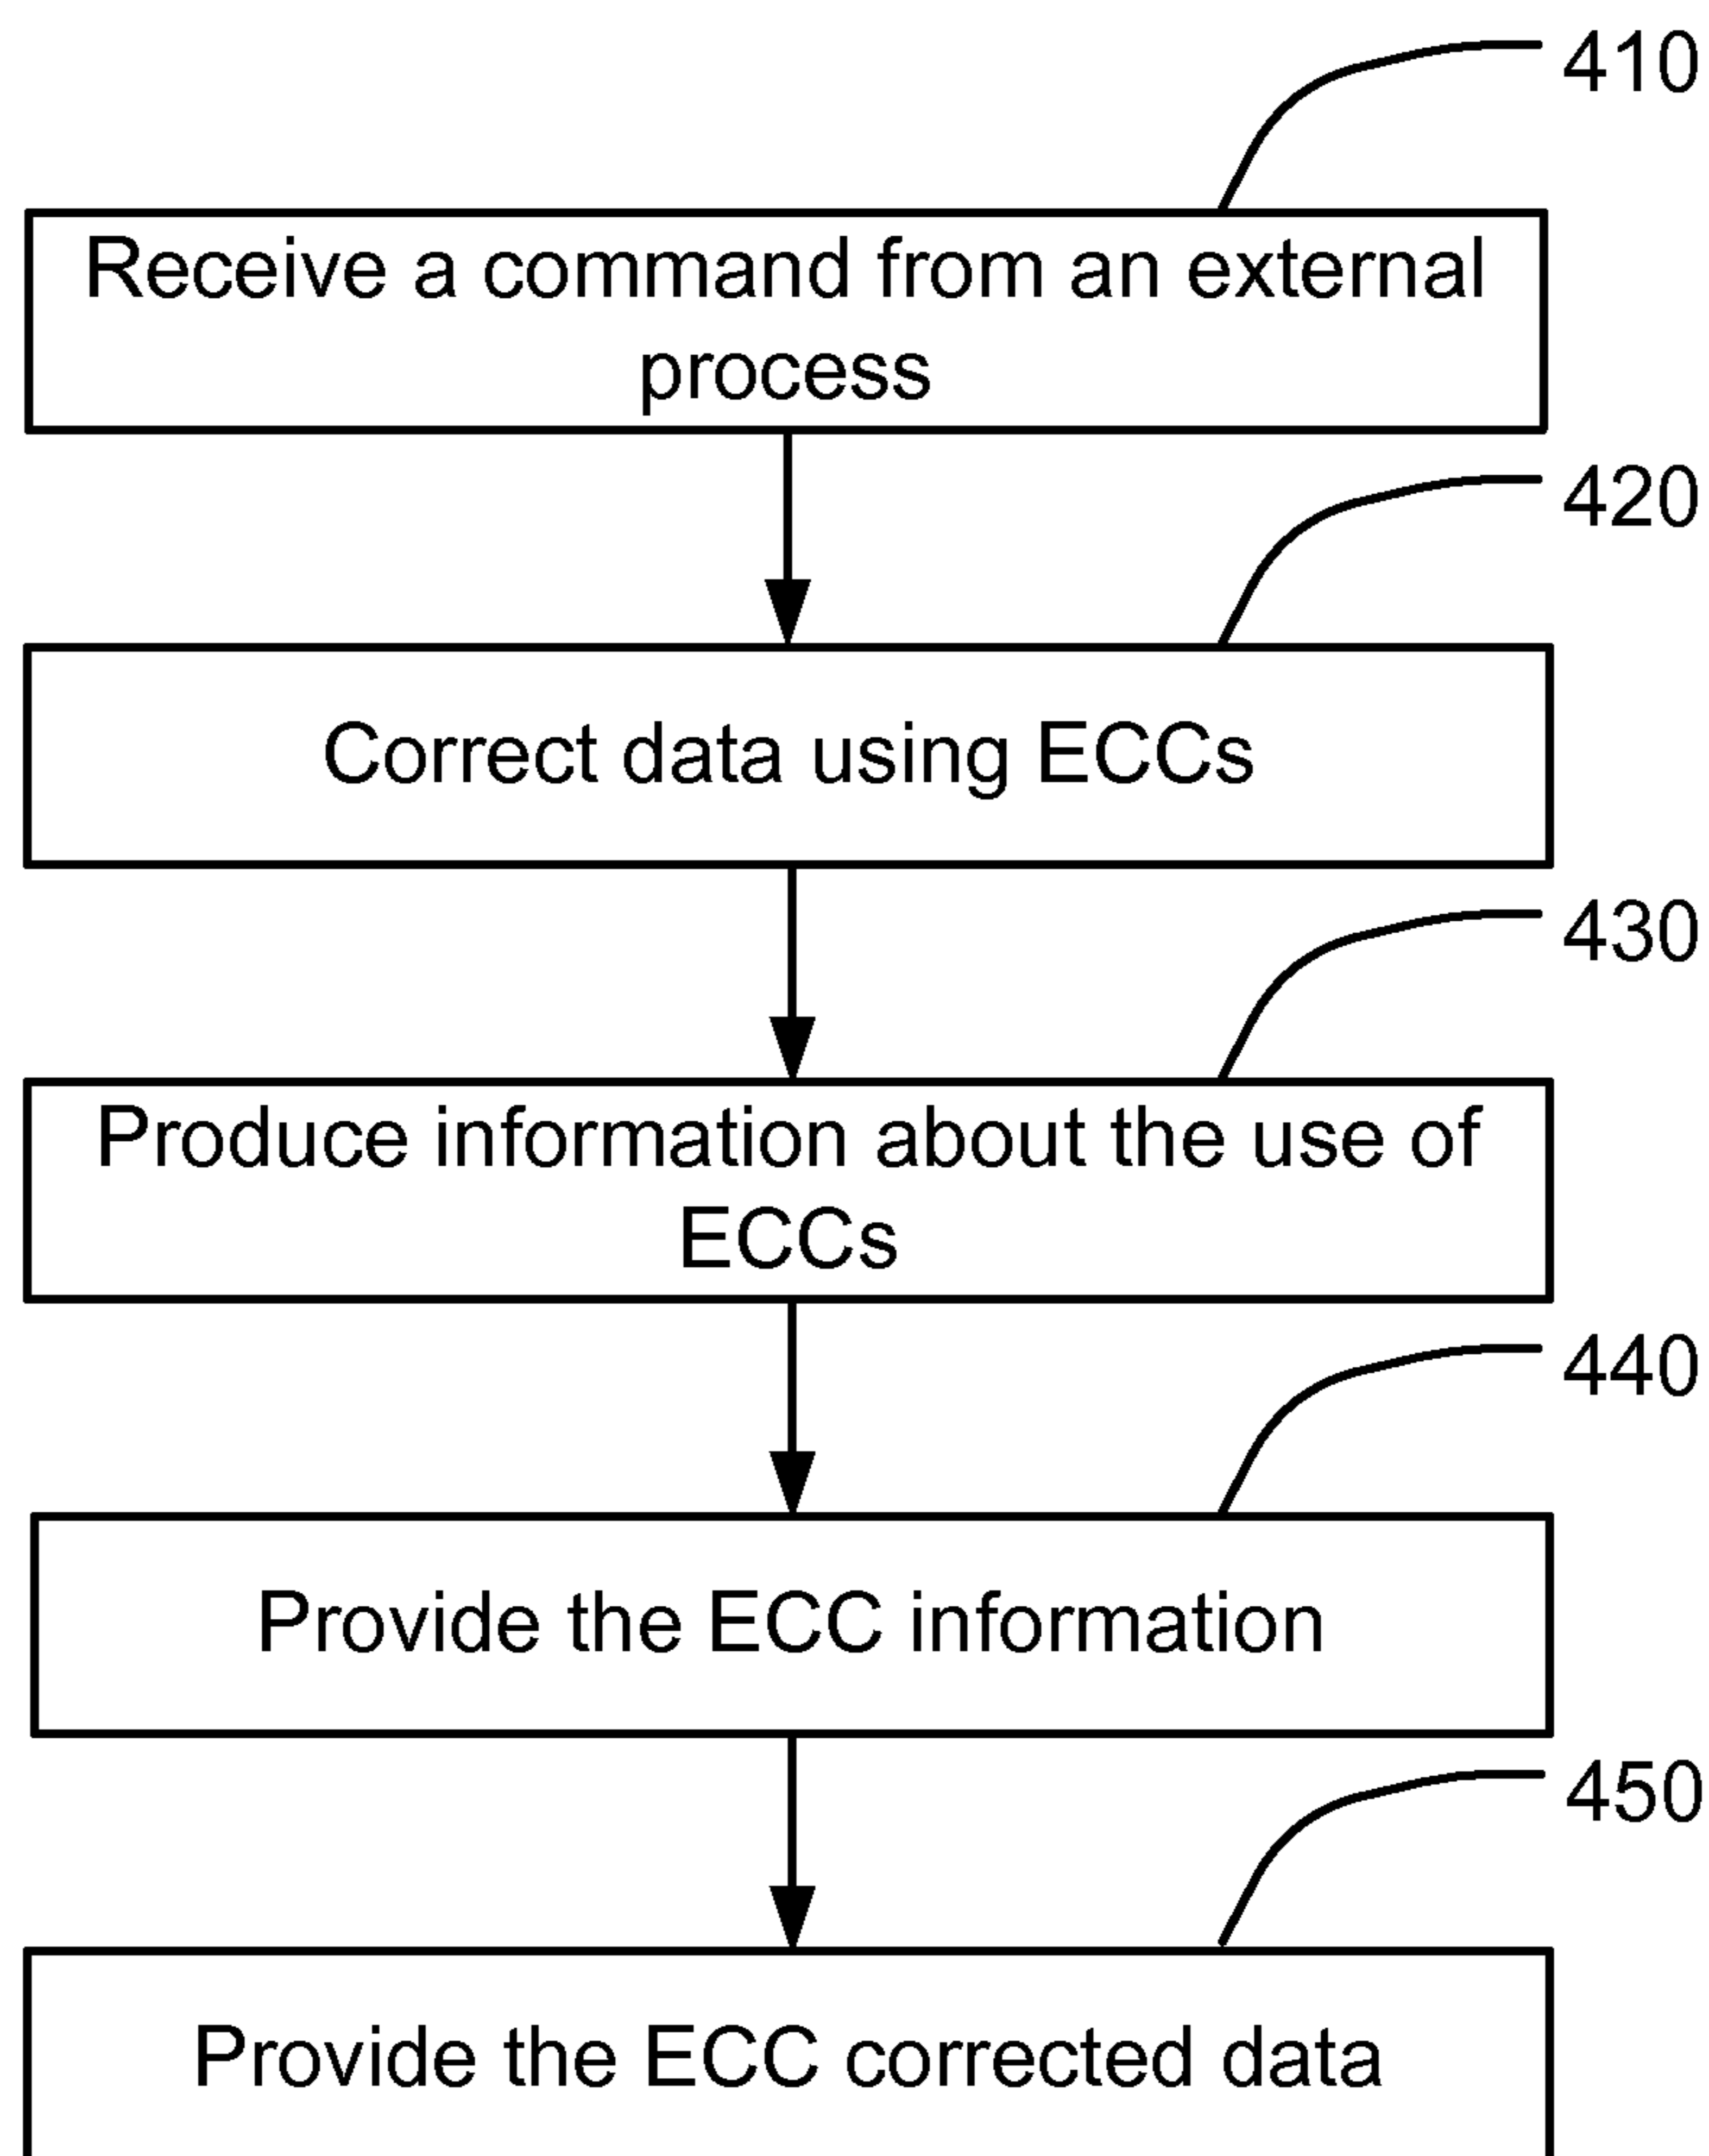 410
Receive a command from an external
process
420
Correct data using ECCs
430
Produce information about the use of
ECCs
440
Provide the ECC information
450
Provide the ECC corrected data